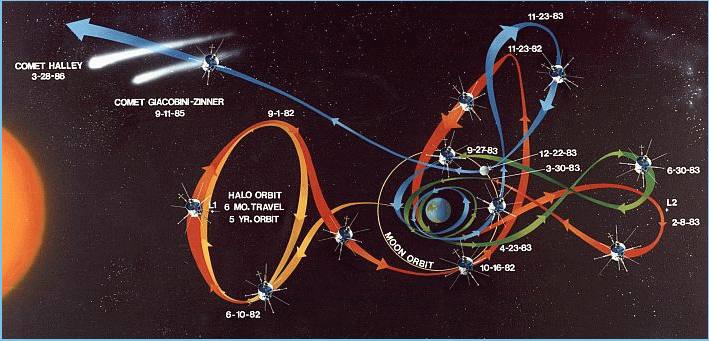 11-23-83
11-23-82
COMET HALLEY
3-28-86
COMET GIACOBINI-ZINNER
9-11-85
9-1-82
9-27-83
12-22-83
3-30-83
6-30-83
HALO ORBIT
6 MO. TRAVEL
5 YR. ORBIT
L1
L2
2-8-83
MOON ORBIT
4-23-83
10-16-82
6-10-82